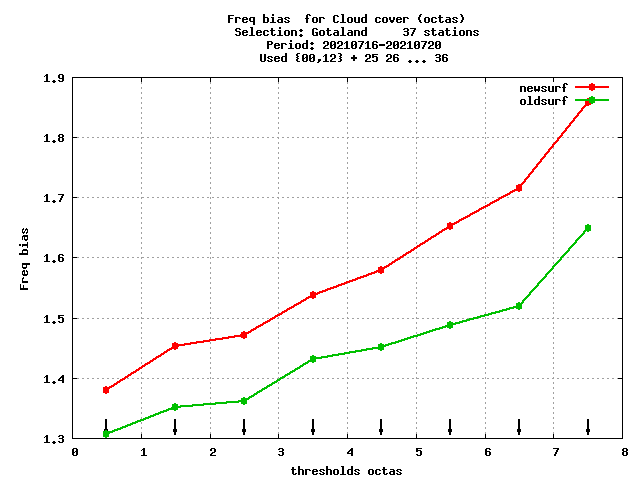 Freq bias  for Cloud cover (octas)
Selection: Gotaland     37 stations
Period: 20210716-20210720
Used {00,12} + 25 26 ... 36
newsurf
oldsurf
1.9
1.8
1.7
1.6
1.5
1.4
1.3
Freq bias
0 1 2 3 4 5 6 7 8
thresholds octas